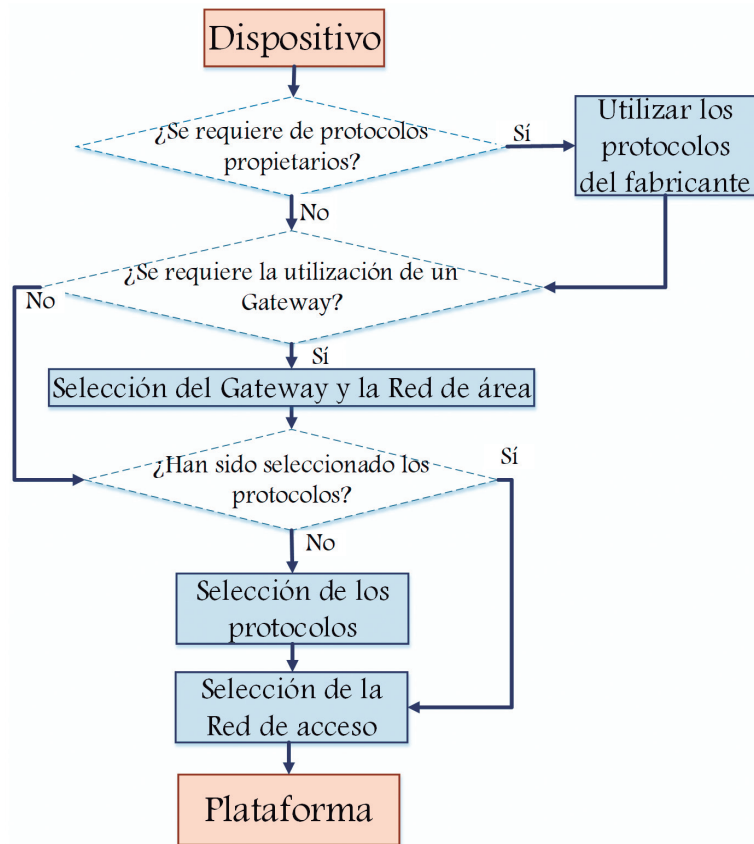 Dispositivo
¿Se requiere de protocolos
propietarios?
Sí
Utilizar los
protocolos
del fabricante
No
¿Se requiere la utilización de un
Gateway?
No
Sí
Selección del Gateway y la Red de área
¿Han sido seleccionado los
protocolos?
Sí
No
Selección de los
protocolos
Selección de la
Red de acceso
Plataforma